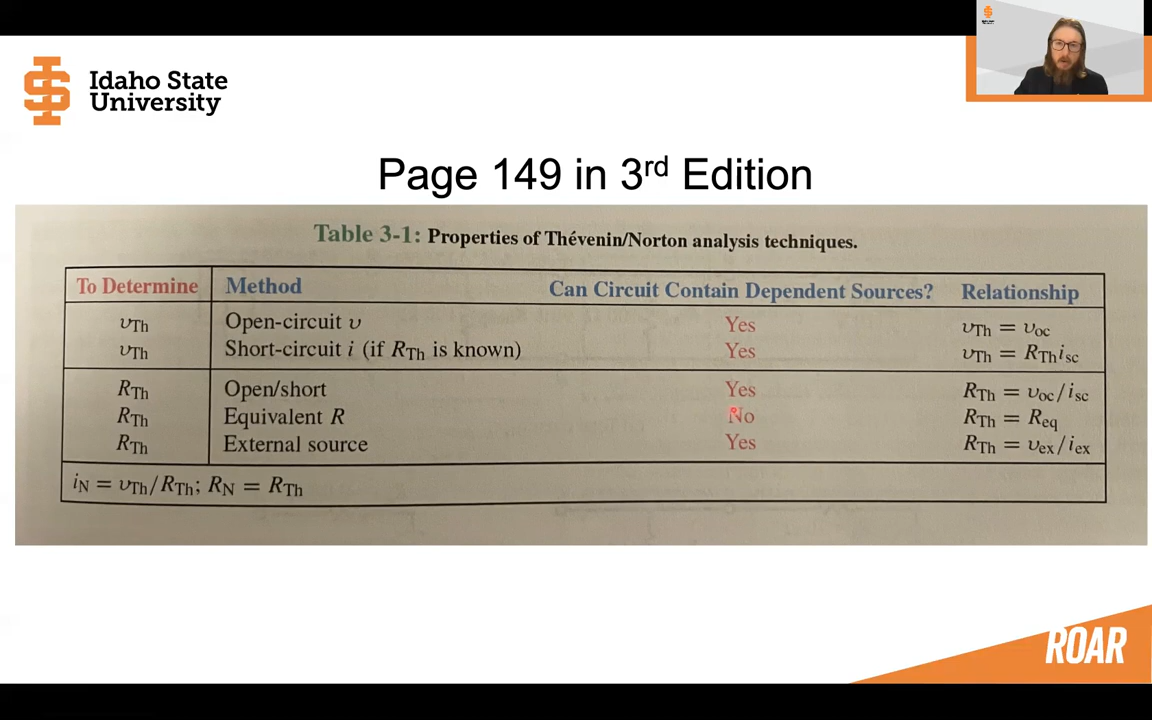 Idaho State
University
Page 149 in 3rd Edition
Table 3-1: Properties of Thévenin/Norton analysis techniques.
To Determine Method Can Circuit Contain Dependent Sources? Relationship
υTh Open-circuit υ Yes υTh = υoc
υTh Short-circuit i (if RTh is known) Yes υTh = RThisc
RTh Open/short Yes RTh = υoc/isc
RTh Equivalent R No RTh = Req
RTh External source Yes RTh = υex/iex
iN = υTh/RTh; RN = RTh
ROAR